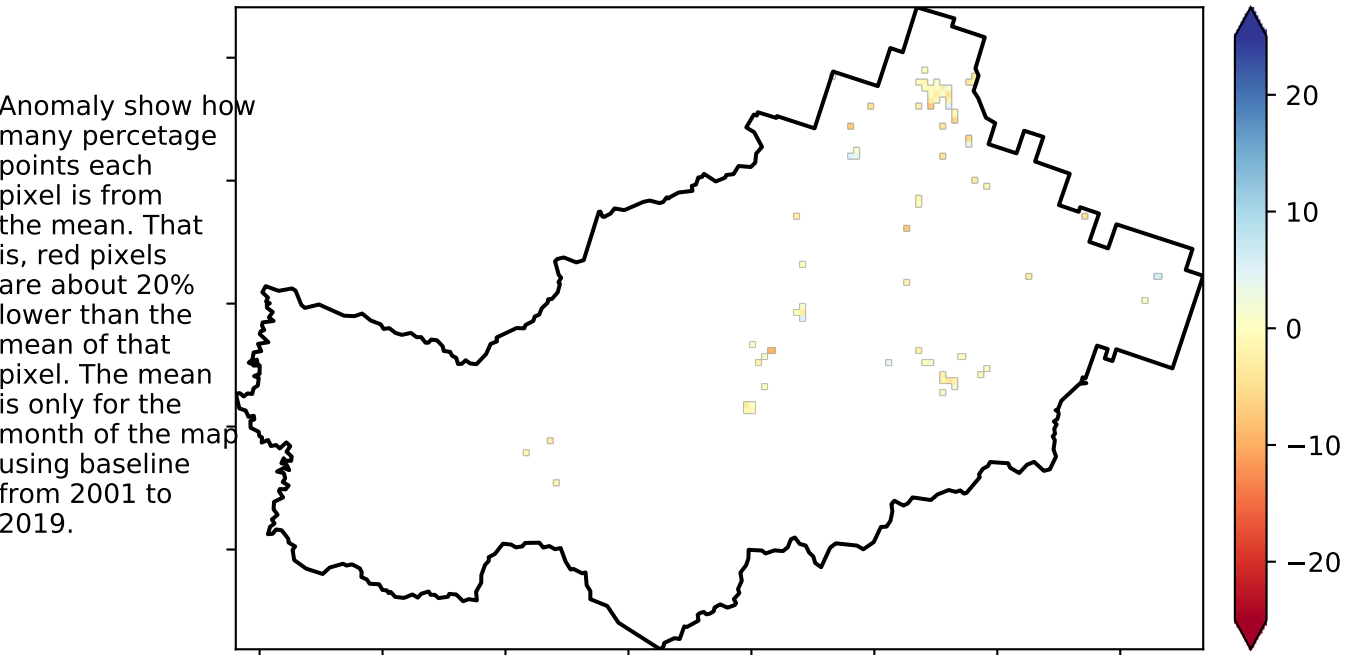 Anomaly show how
many percetage
points each
pixel is from
the mean. That
is, red pixels
are about 20%
lower than the
mean of that
pixel. The mean
is only for the
month of the map
using baseline
from 2001 to
2019.
20
10
0
−10
−20